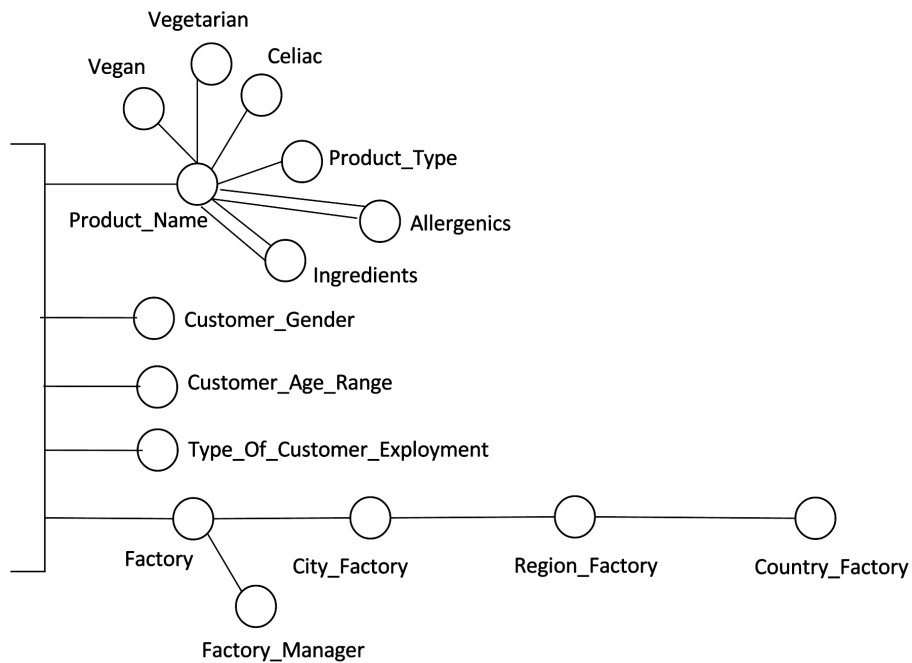 Vegetarian
Celiac
Vegan
Product_Type
Product_Name
Allergenics
Ingredients
Customer_Gender
Customer_Age_Range
Type_Of_Customer_Exployment
Factory
City_Factory
Region_Factory
Country_Factory
Factory_Manager